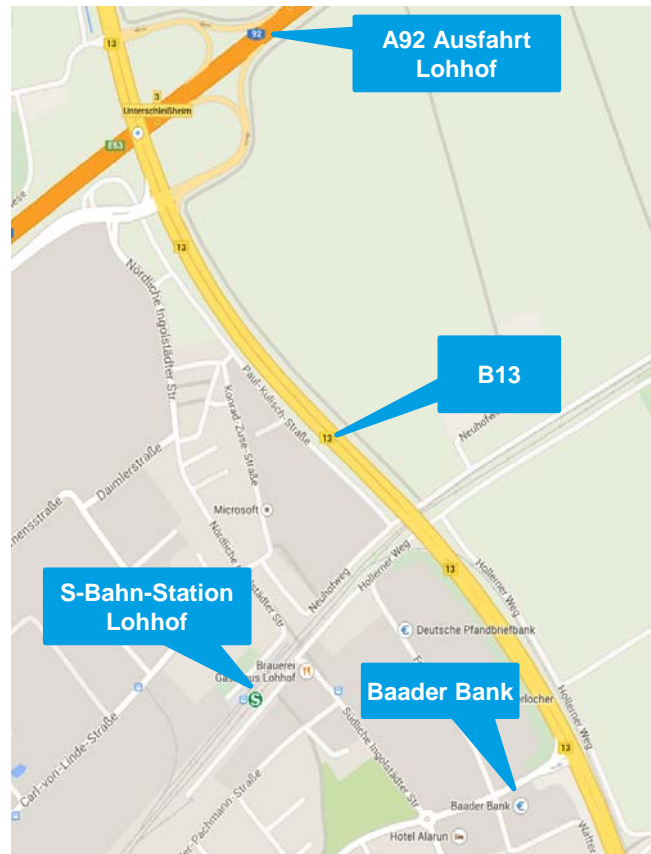 A92 Ausfahrt
Lohhof
13
92
3
Unterschleißheim
E53
13
Nördliche Ingolstädter Str.
B13
Paul-Kulisch-Straße
Konrad-Zuse-Straße
13
Neuhofweg
Daimlerstraße
Microsoft
Nördliche Ingolstädter Str.
Neuhofweg
Hollerner Weg
Hollerner Weg
13
S-Bahn-Station
Lohhof
Deutsche Pfandbriefbank
Brauerei
Gasthaus Lohhof
S
Baader Bank
Hollerner Weg
Südliche Ingolstädter Str.
13
Carl-von-Linde-Straße
Baader Bank
Hotel Alarun